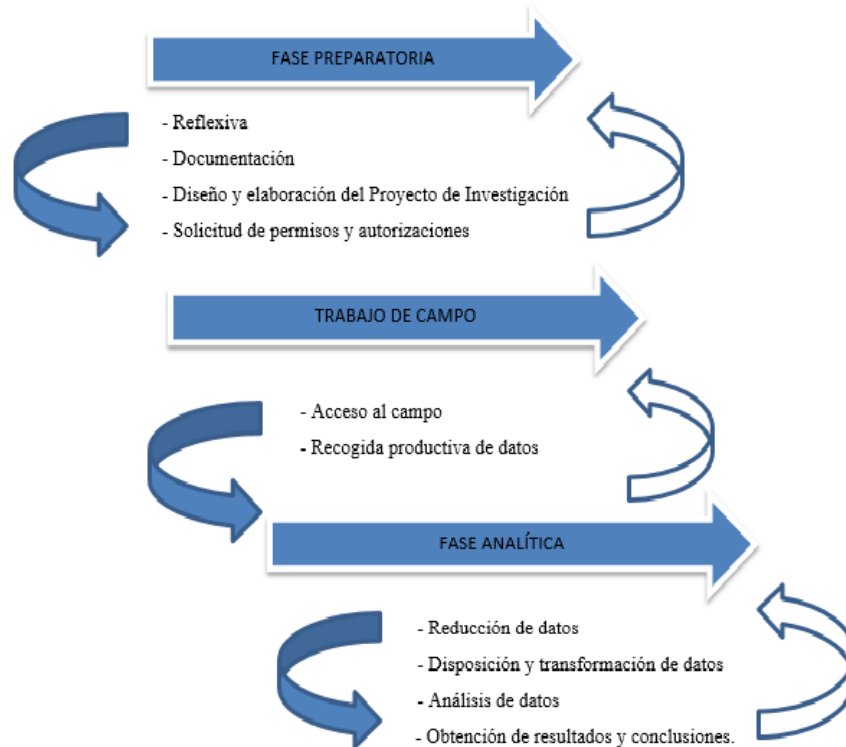 FASE PREPARATORIA
- Reflexiva
- Documentación
- Diseño y elaboración del Proyecto de Investigación
- Solicitud de permisos y autorizaciones
TRABAJO DE CAMPO
- Acceso al campo
- Recogida productiva de datos
FASE ANALÍTICA
- Reducción de datos
- Disposición y transformación de datos
- Análisis de datos
- Obtención de resultados y conclusiones.